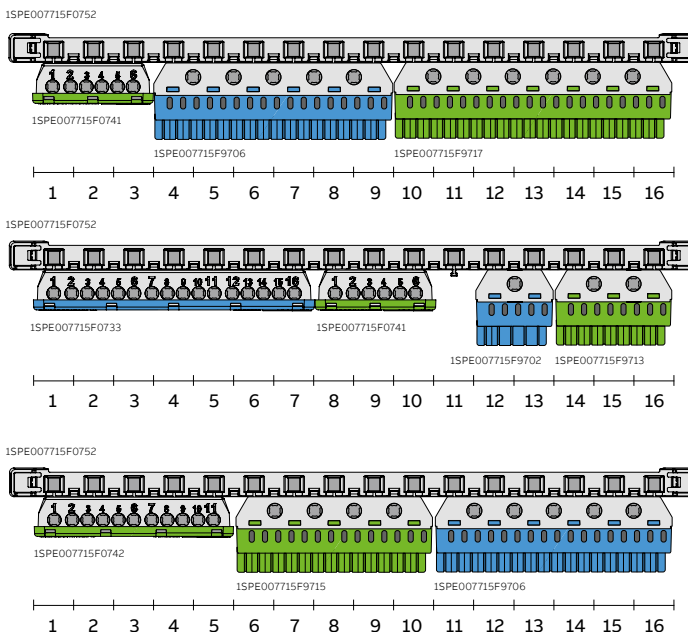 1SPE007715F0752
1 2 3 4 5 6
1SPE007715F0741
1SPE007715F9706
1SPE007715F9717
1 2 3 4 5 6 7 8 9 10 11 12 13 14 15 16
1SPE007715F0752
1 2 3 4 5 6 7 8 9 10 11 12 13 14 15 16
1 2 3 4 5 6
1SPE007715F0733
1SPE007715F0741
1SPE007715F9702
1SPE007715F9713
1 2 3 4 5 6 7 8 9 10 11 12 13 14 15 16
1SPE007715F0752
1 2 3 4 5 6 7 8 9 10 11
1SPE007715F0742
1SPE007715F9715
1SPE007715F9706
1 2 3 4 5 6 7 8 9 10 11 12 13 14 15 16